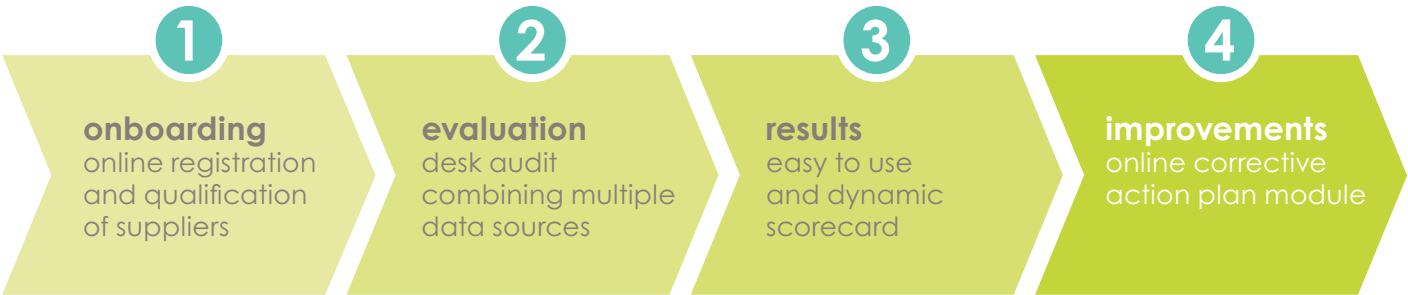 1
onboarding
online registration
and qualification
of suppliers
2
evaluation
desk audit
combining multiple
data sources
3
results
easy to use
and dynamic
scorecard
4
improvements
online corrective
action plan module